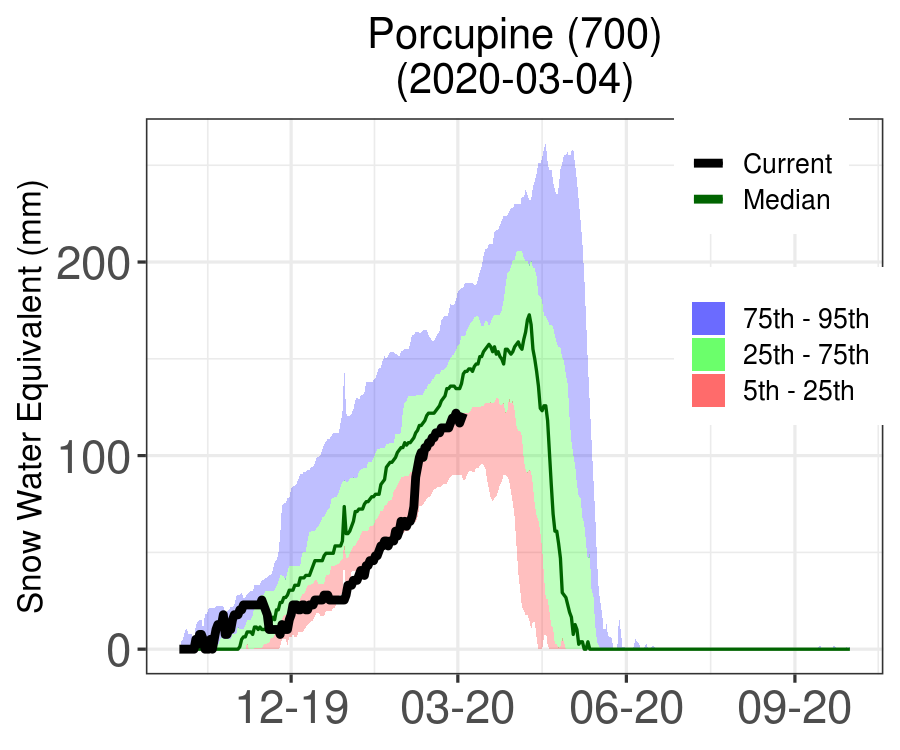 Porcupine (700)
(2020-03-04)
Snow Water Equivalent (mm)
200
100
0
12-19
03-20
06-20
09-20
Current
Median
75th - 95th
25th - 75th
5th - 25th